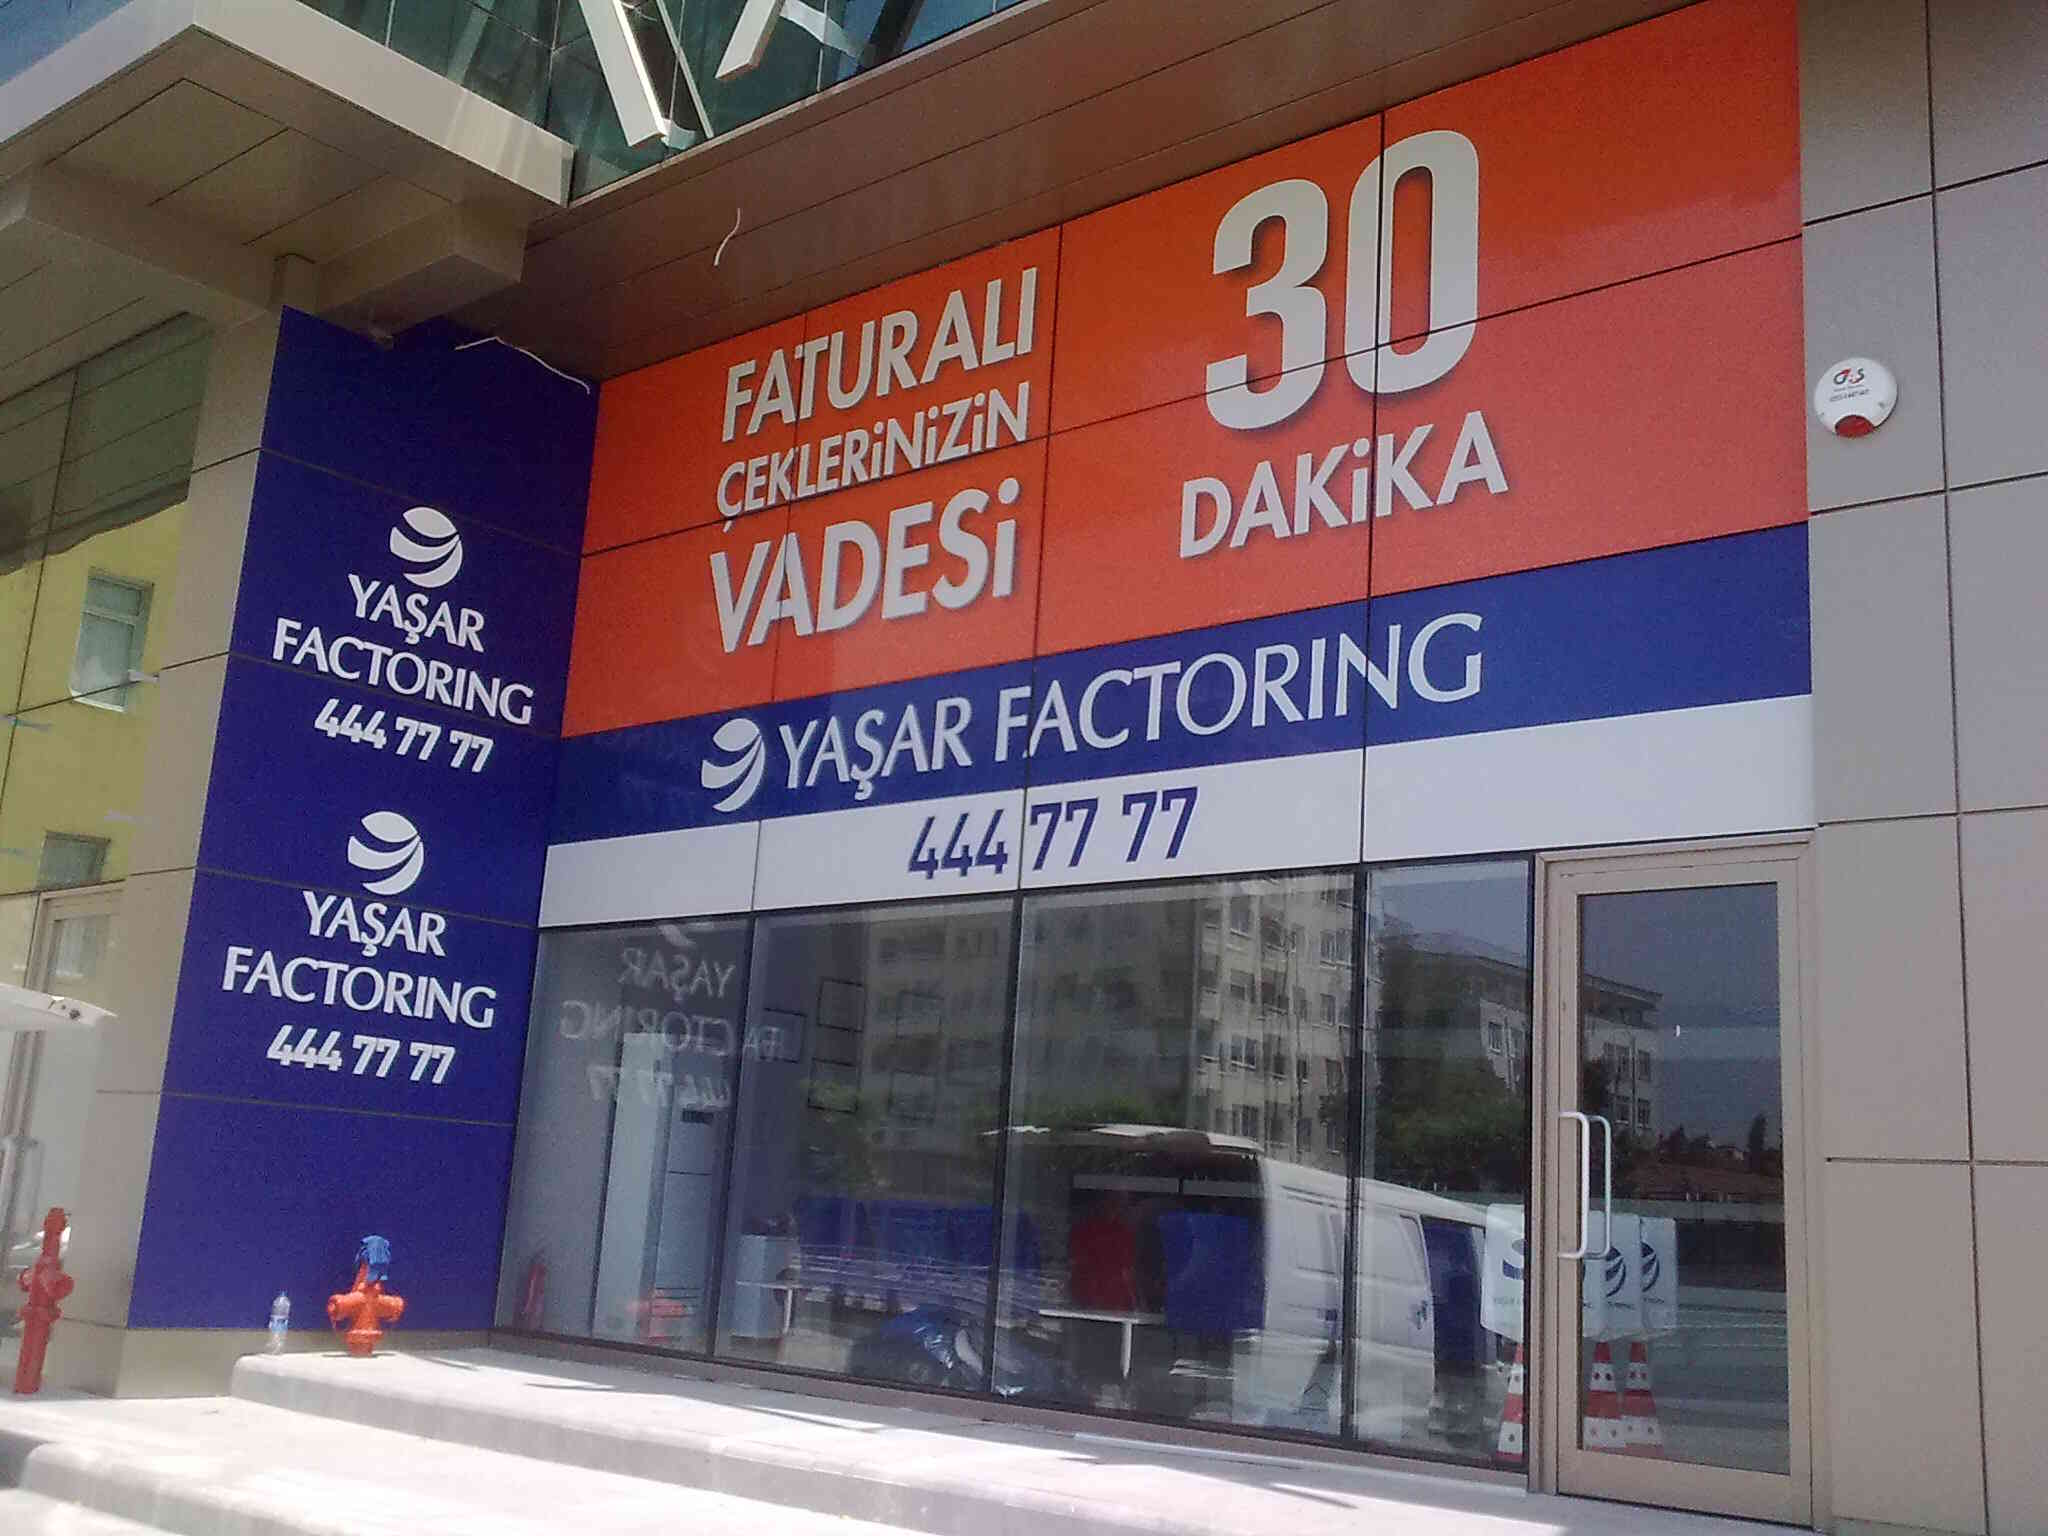 FATURALI
ÇEKLERİNİZİN
VADESİ
30
DAKİKA
YAŞAR FACTORING
444 77 77
YAŞAR
FACTORING
444 77 77
YAŞAR
FACTORING
444 77 77
G4S